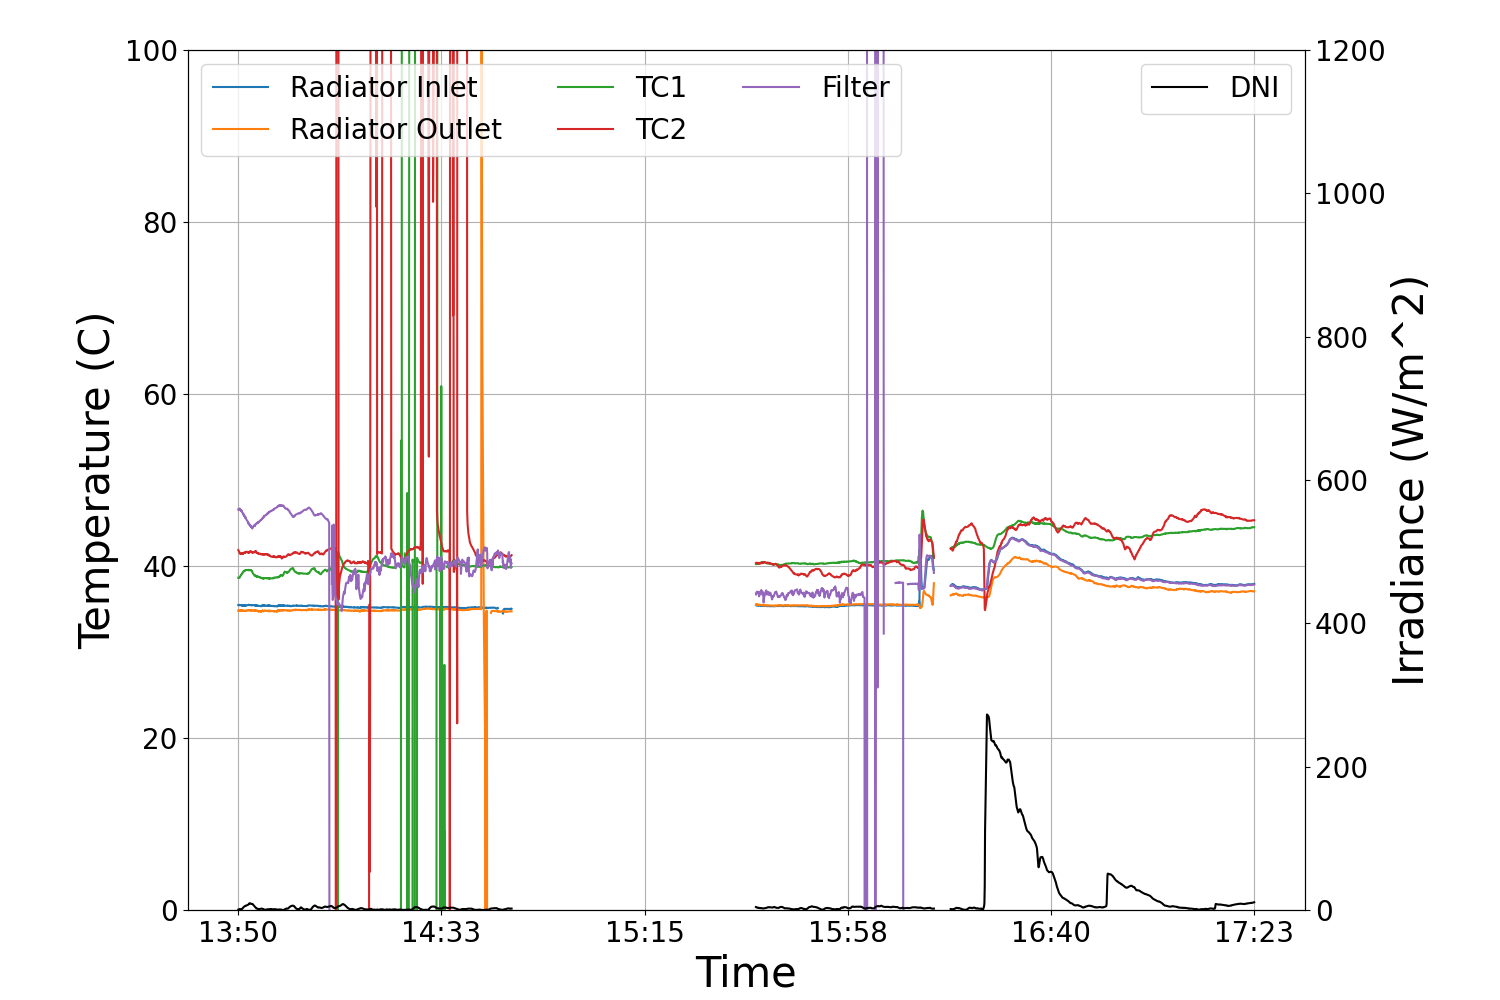 100
80
60
40
20
0
Temperature (C)
Radiator Inlet
Radiator Outlet
TC1
TC2
Filter
DNI
1200
1000
800
600
400
200
0
Irradiance (W/m^2)
13:50 14:33 15:15 15:58 16:40 17:23
Time